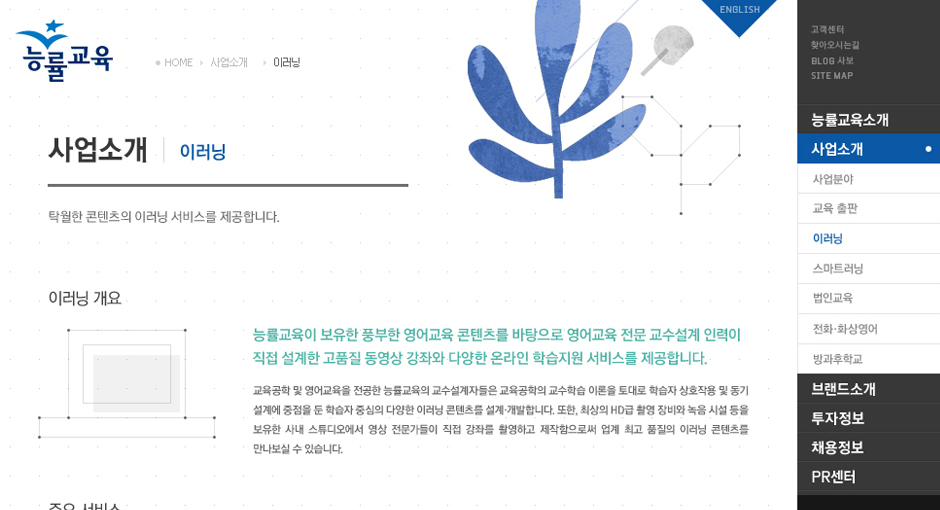 능률교육
HOME 사업소개 이러닝
ENGLISH
사업소개 이러닝
탁월한 콘텐츠의 이러닝 서비스를 제공합니다.
이러닝 개요
능률교육이 보유한 풍부한 영어교육 콘텐츠를 바탕으로 영어교육 전문 교수설계 인력이
직접 설계한 고품질 동영상 강좌와 다양한 온라인 학습지원 서비스를 제공합니다.
교육공학 및 영어교육을 전공한 능률교육의 교수설계자들은 교육공학의 교수학습 이론을 토대로 학습자 상호작용 및 동기
설계에 중점을 둔 학습자 중심의 다양한 이러닝 콘텐츠를 설계·개발합니다. 또한, 최상의 HD급 촬영 장비와 녹음 시설 등을
보유한 사내 스튜디오에서 영상 전문가들이 직접 강좌를 촬영하고 제작함으로써 업계 최고 품질의 이러닝 콘텐츠를
만나보실 수 있습니다.
주요 서비스
고객센터
찾아오시는길
BLOG 사보
SITE MAP
능률교육소개
사업소개
사업분야
교육 출판
이러닝
스마트러닝
법인교육
전화·화상영어
방과후학교
브랜드소개
투자정보
채용정보
PR센터